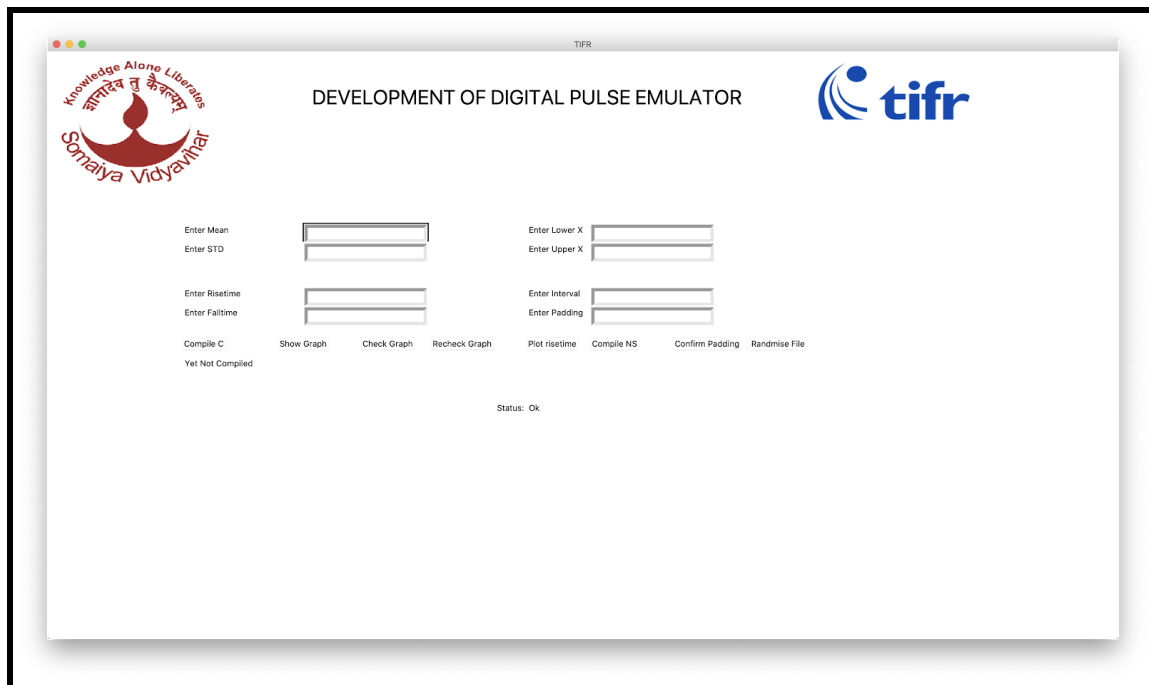 TIFR
Knowledge Alone Liberates
ज्ञानादेव तु कैवल्यम्
Somaiya Vidyavihar
DEVELOPMENT OF DIGITAL PULSE EMULATOR
tifr
Enter Mean Enter Lower X
Enter STD Enter Upper X
Enter Risetime Enter Interval
Enter Falltime Enter Padding
Compile C Show Graph Check Graph Recheck Graph Plot risetime Compile NS Confirm Padding Randmise File
Yet Not Compiled
Status: Ok